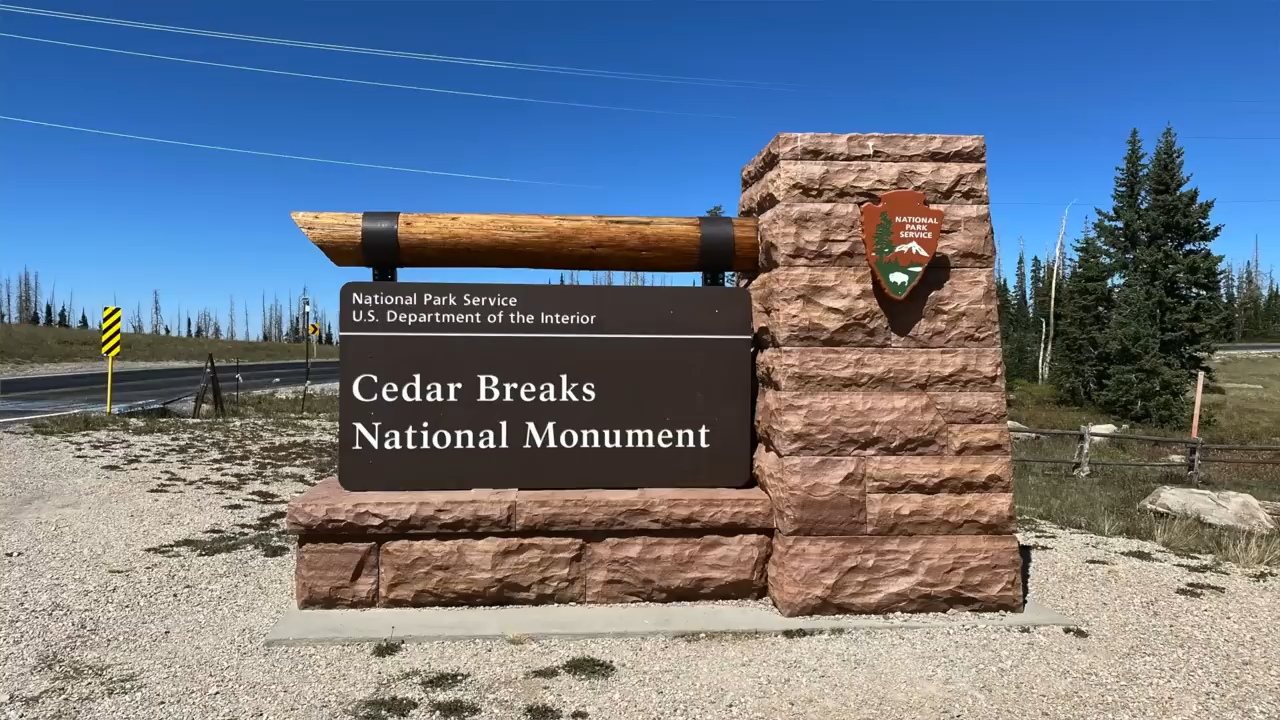 National Park Service
U.S. Department of the Interior
Cedar Breaks
National Monument
NATIONAL
PARK
SERVICE